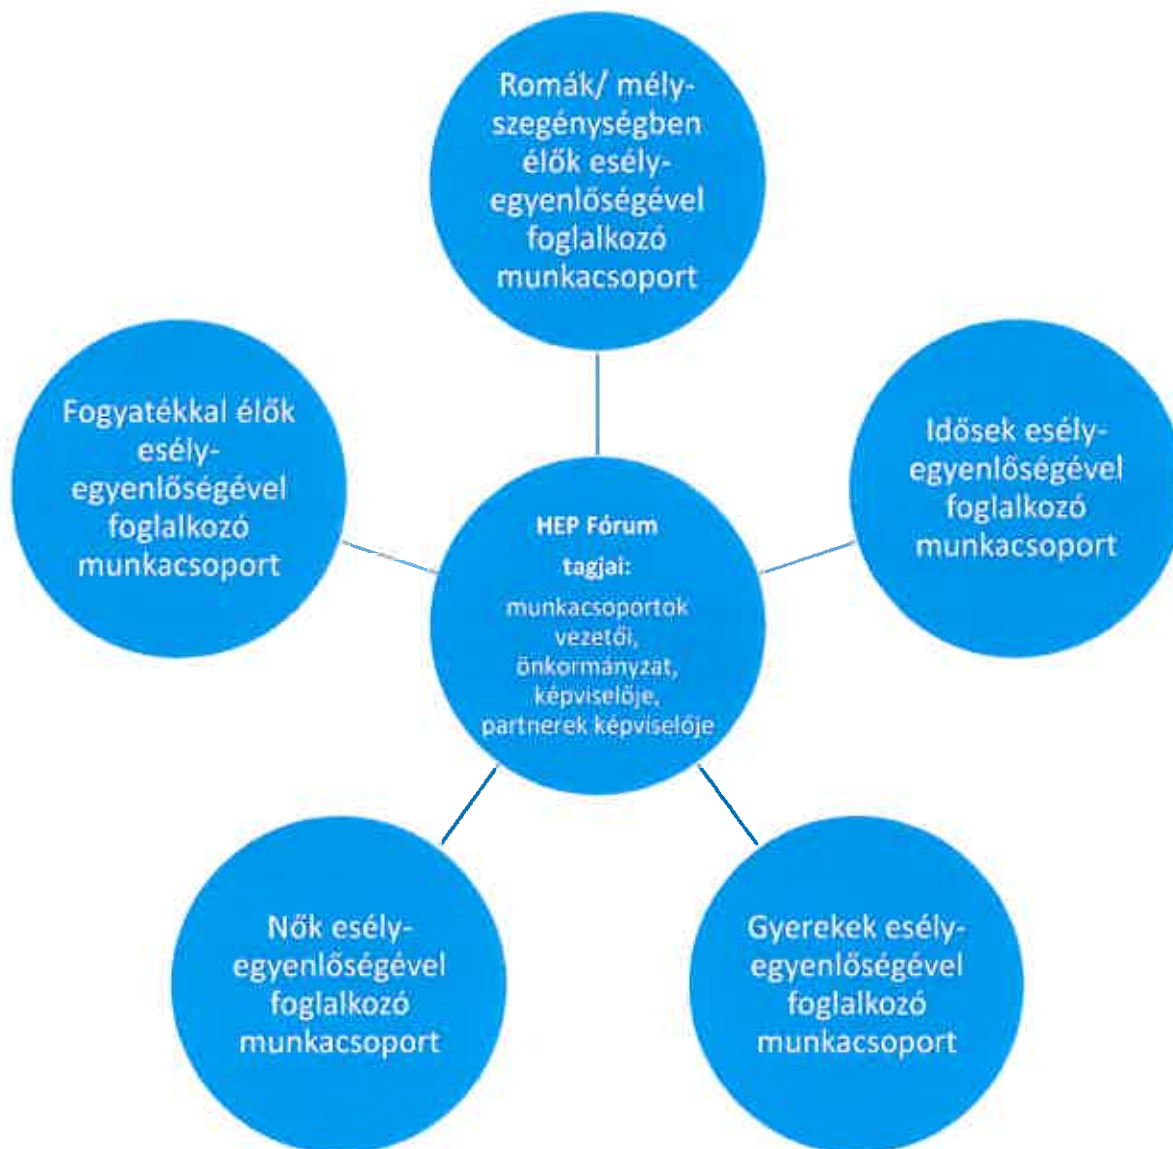 Romák/ mély-
szegénységben
élők esély-
egyenlőségével
foglalkozó
munkacsoport
Fogyatékkal élők
esély-
egyenlőségével
foglalkozó
munkacsoport
Idősek esély-
egyenlőségével
foglalkozó
munkacsoport
HEP Fórum
tagjai:
munkacsoportok
vezetői,
önkormányzat,
képviselője,
partnerek képviselője
Nők esély-
egyenlőségével
foglalkozó
munkacsoport
Gyerekek esély-
egyenlőségével
foglalkozó
munkacsoport